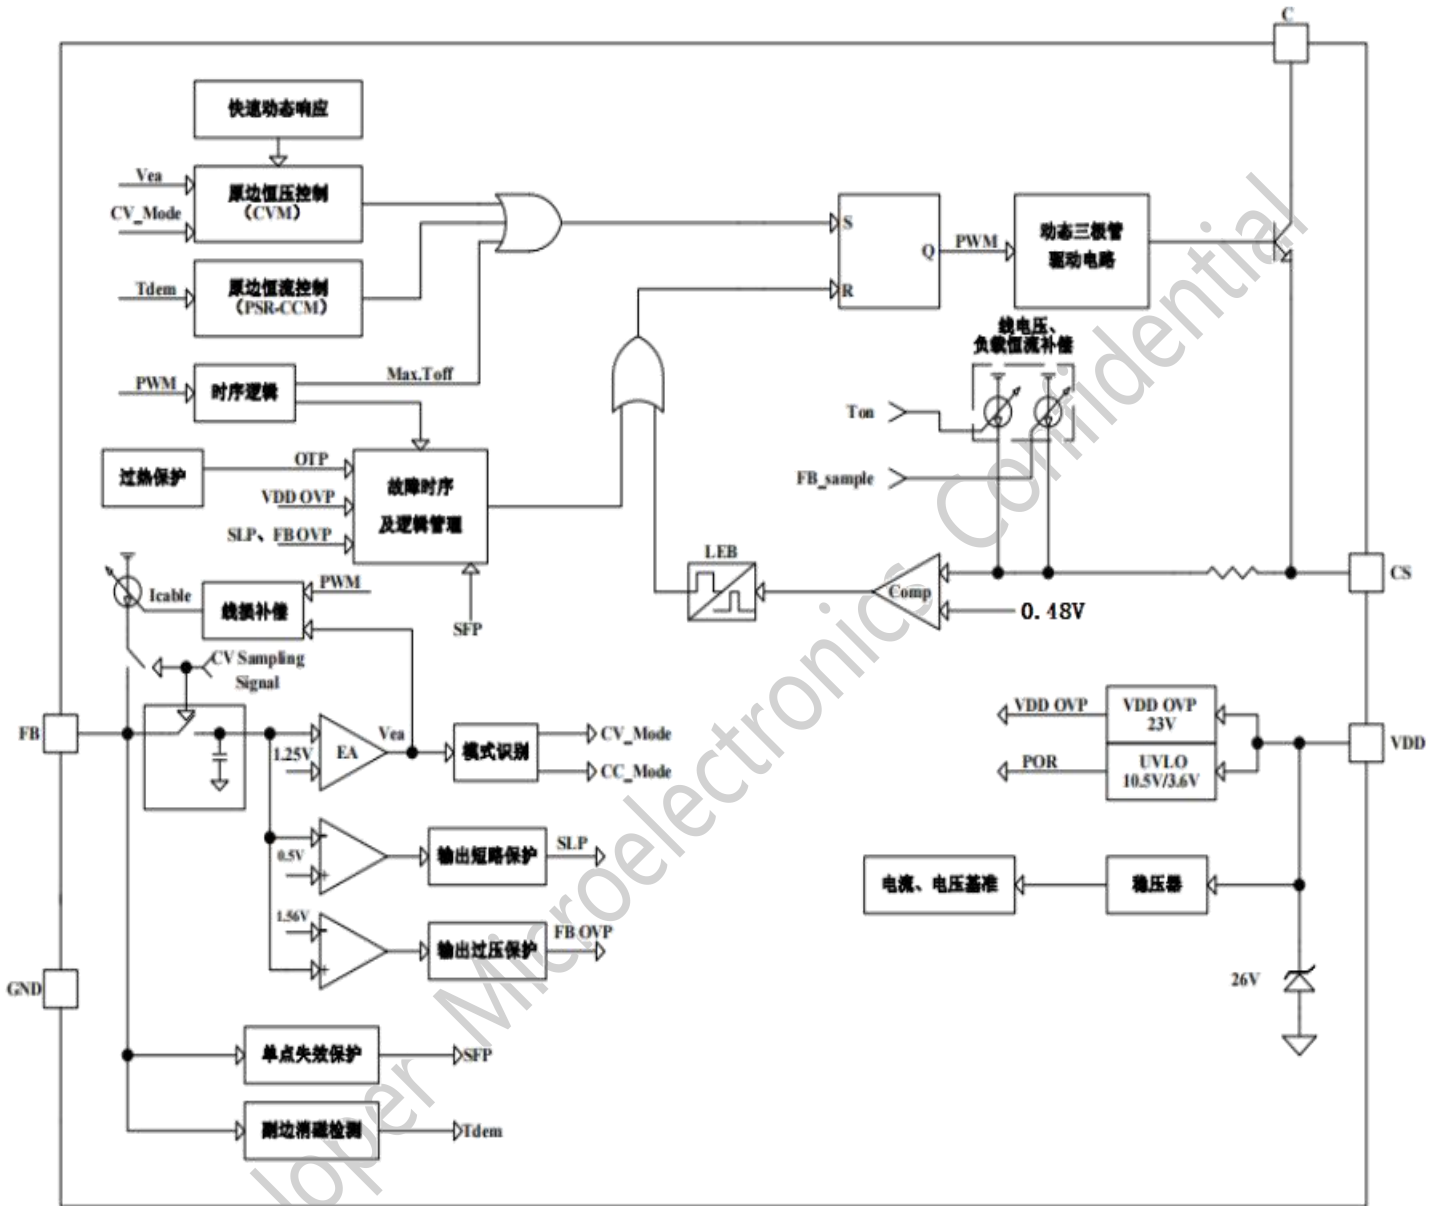 C
快速动态响应
Vea
CV_Mode
原边恒压控制
（CVM）
Tdem
原边恒流控制
（PSR-CCM）
PWM
时序逻辑
Max.Toff
S
Q
R
PWM
动态三极管
驱动电路
线电压、
负载恒流补偿
Ton
FB_sample
过热保护
OTP
VDD OVP
SLP、FB OVP
故障时序
及逻辑管理
SFP
LEB
Comp
0.48V
CS
Icable
线损补偿
PWM
CV Sampling
Signal
FB
1.25V
EA
Vea
模式识别
CV_Mode
CC_Mode
VDD OVP
VDD OVP
23V
POR
UVLO
10.5V/3.6V
VDD
0.5V
输出短路保护
SLP
1.56V
输出过压保护
FB OVP
电流、电压基准
稳压器
26V
GND
单点失效保护
SFP
副边消磁检测
Tdem
loper Microelectronics Confidential